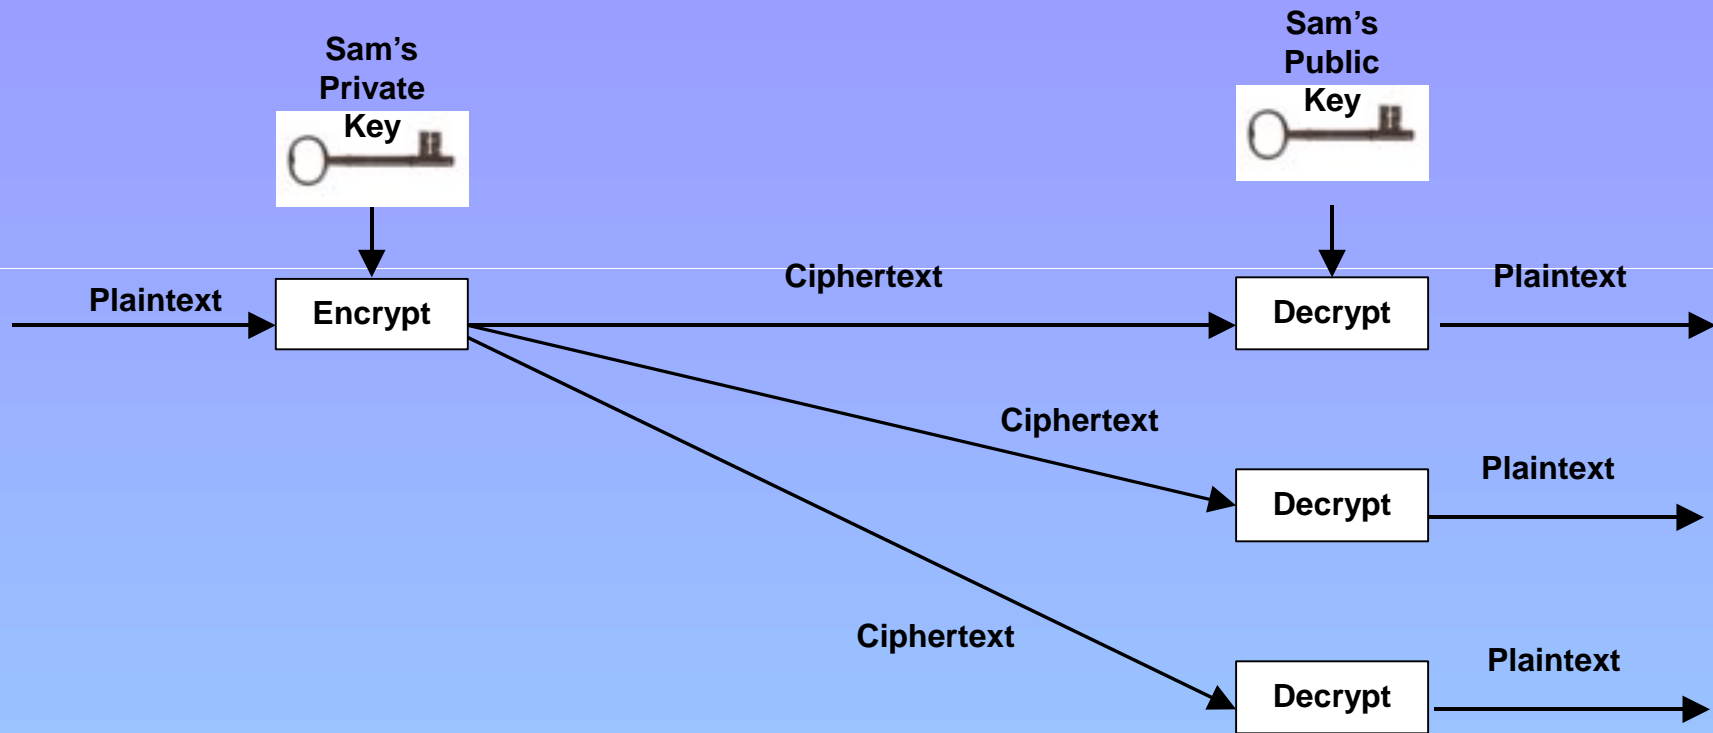 Sam’s
Private
Key
Sam’s
Public
Key
Plaintext
Encrypt
Ciphertext
Decrypt
Plaintext
Ciphertext
Decrypt
Plaintext
Ciphertext
Decrypt
Plaintext